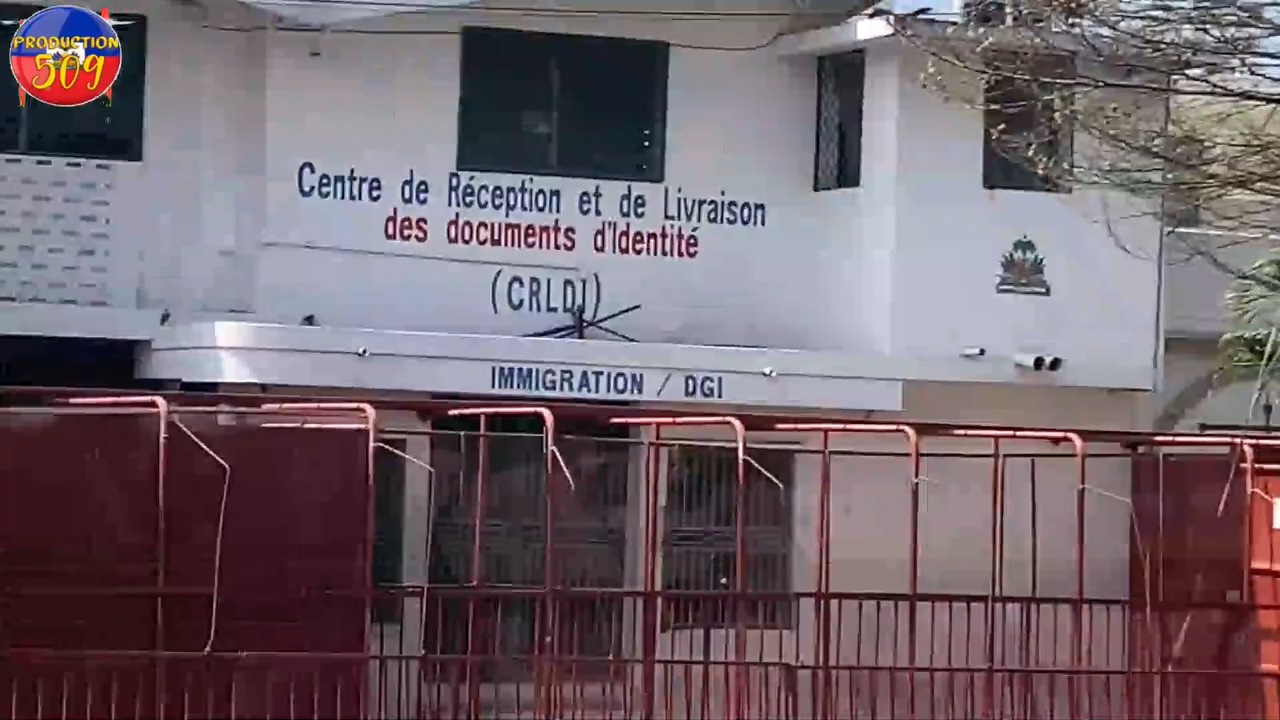 PRODUCTION
509
Centre de Réception et de Livraison
des documents d'Identité
(CRLDI)
IMMIGRATION / DGI